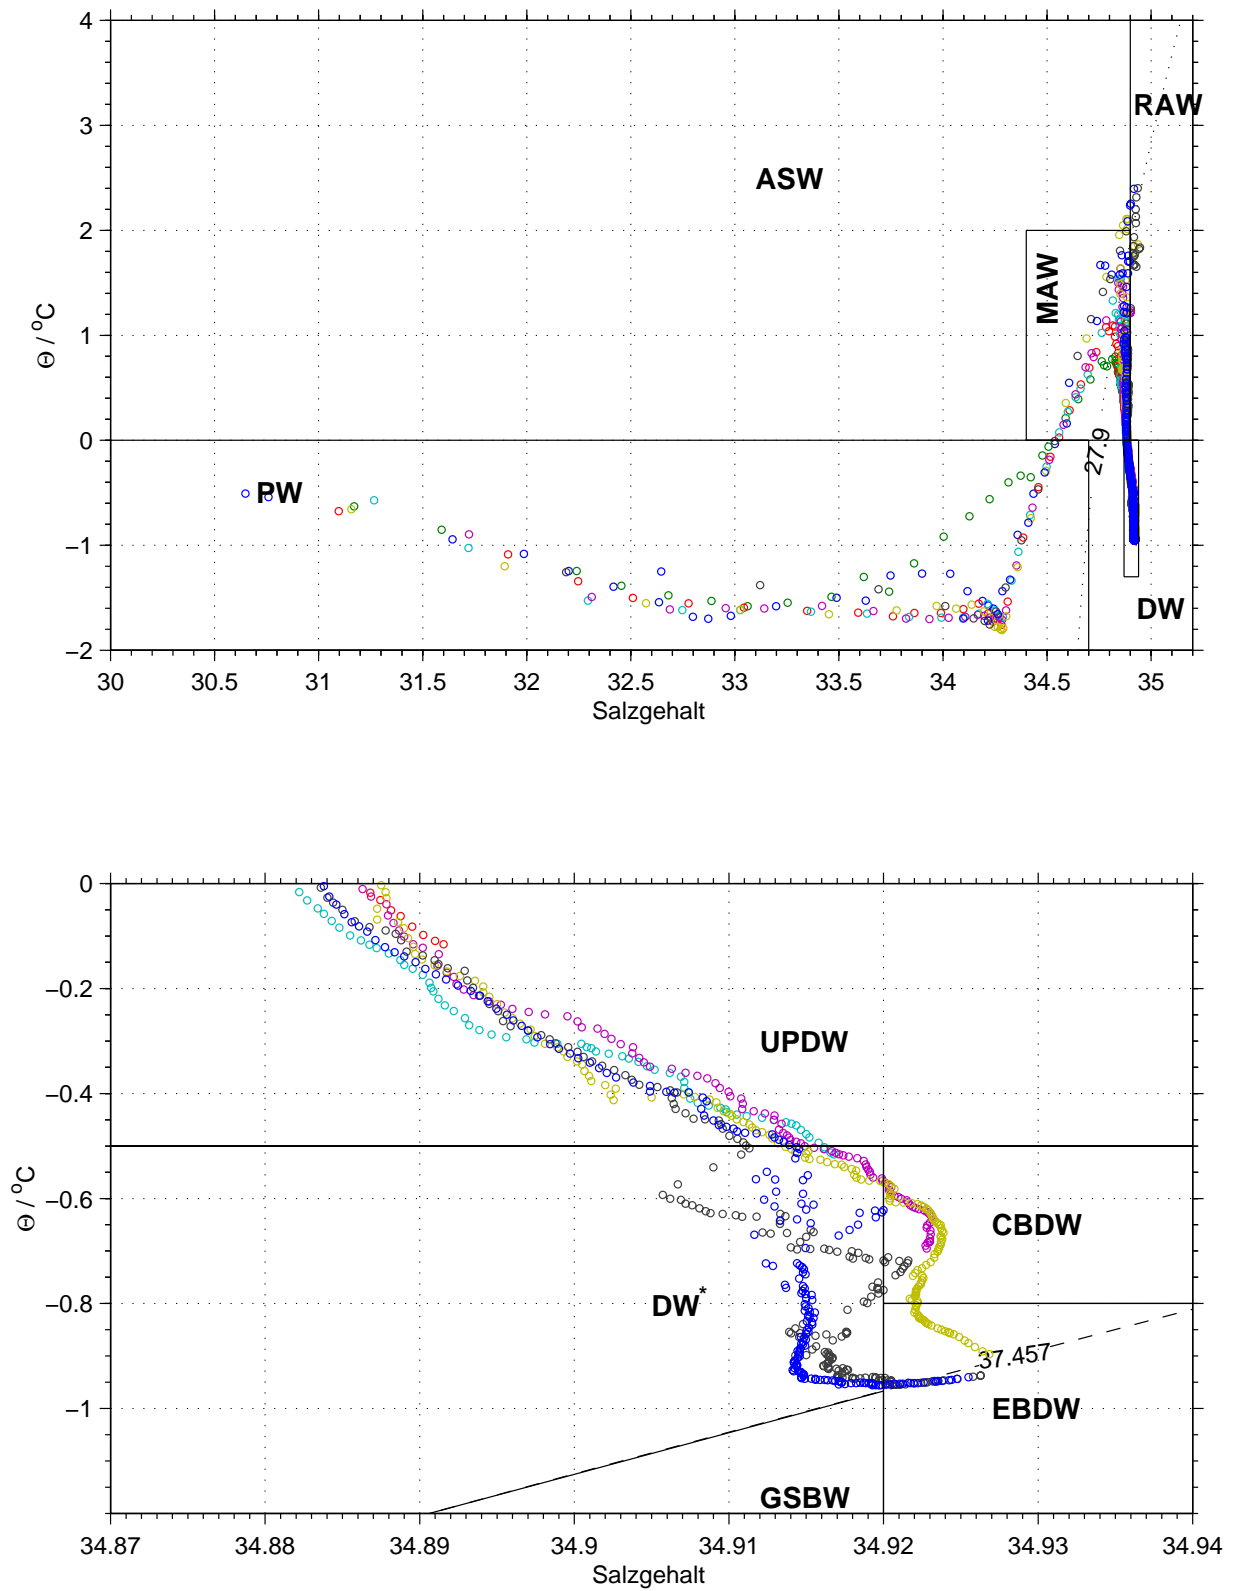 4
3
2
1
0
−1
−2
Θ / °C
RAW
ASW
MAW
27.9
PW
DW
30
30.5
31
31.5
32
32.5
33
33.5
34
34.5
35
Salzgehalt
0
−0.2
−0.4
−0.6
−0.8
−1
Θ / °C
UPDW
CBDW
DW*
37.457
EBDW
GSBW
34.87
34.88
34.89
34.9
34.91
34.92
34.93
34.94
Salzgehalt